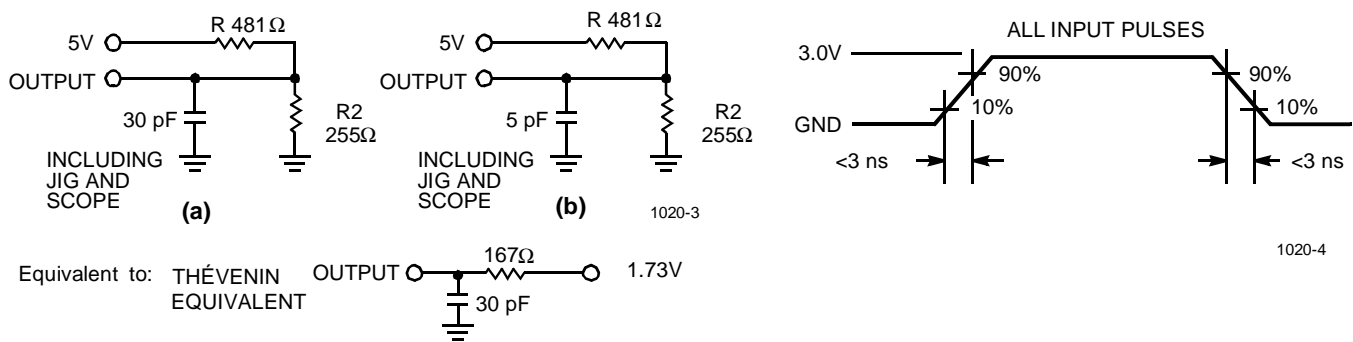 R 481Ω
5V
OUTPUT
30 pF
R2
255Ω
INCLUDING
JIG AND
SCOPE
(a)
R 481Ω
5V
OUTPUT
5 pF
R2
255Ω
INCLUDING
JIG AND
SCOPE
(b)
1020-3
ALL INPUT PULSES
3.0V
90%
90%
10%
10%
GND
<3 ns
<3 ns
1020-4
Equivalent to:
THÉVENIN
EQUIVALENT
OUTPUT
167Ω
1.73V
30 pF